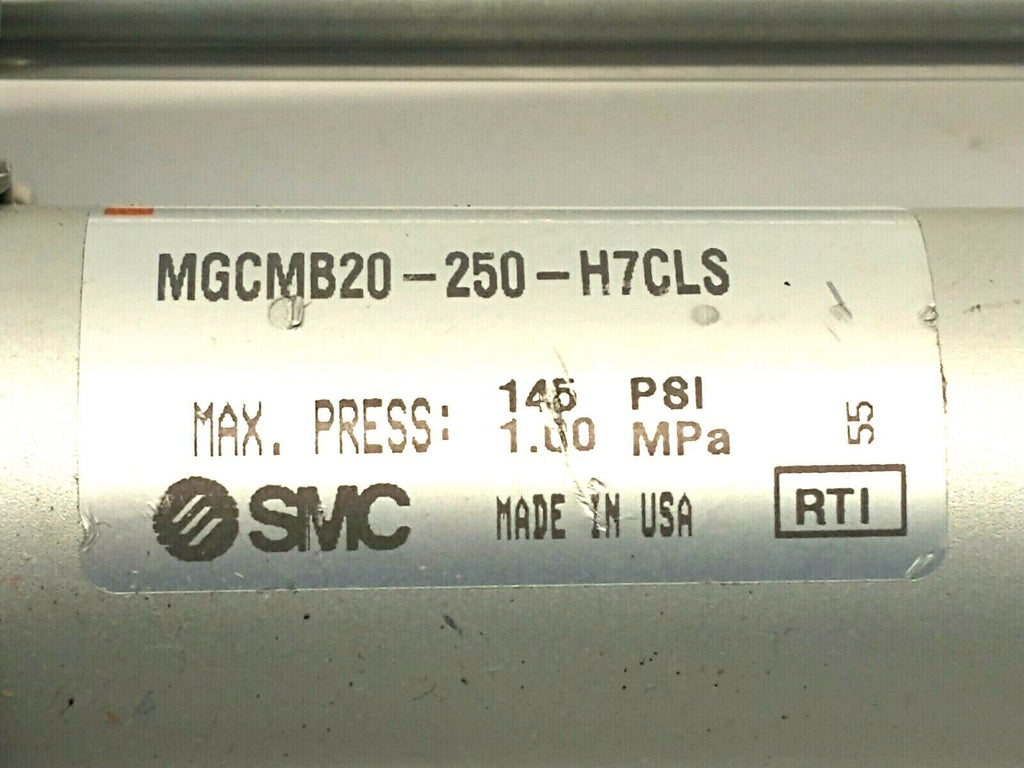 MGCMB20-250-H7CLS
MAX. PRESS: 145 PSI
1.00 MPa
55
SMC MADE IN USA
RTI